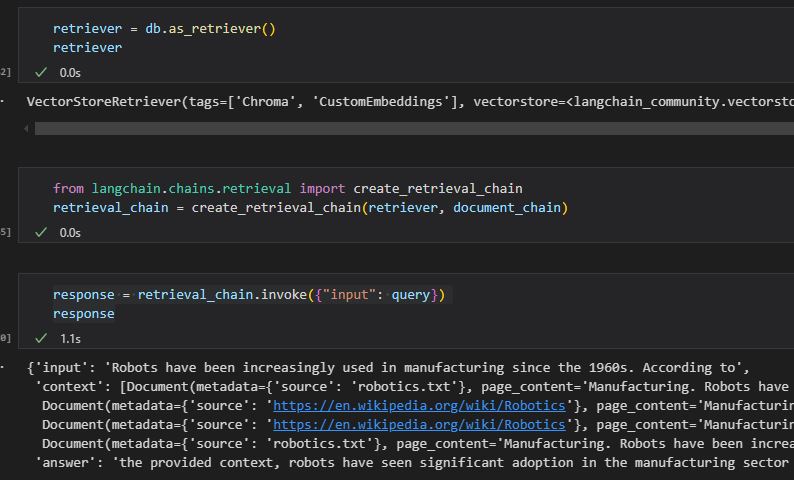 retriever = db.as_retriever()
retriever
2]
0.0s
VectorStoreRetriever(tags=['Chroma', 'CustomEmbeddings'], vectorstore=<langchain_community.vectorsto
from langchain.chains.retrieval import create_retrieval_chain
retrieval_chain = create_retrieval_chain(retriever, document_chain)
5]
0.0s
response = retrieval_chain.invoke({"input": query})
response
0]
1.1s
{'input': 'Robots have been increasingly used in manufacturing since the 1960s. According to',
'context': [Document(metadata={'source': 'robotics.txt'}, page_content='Manufacturing. Robots have
Document(metadata={'source': 'https://en.wikipedia.org/wiki/Robotics'}, page_content='Manufacturin
Document(metadata={'source': 'https://en.wikipedia.org/wiki/Robotics'}, page_content='Manufacturin
Document(metadata={'source': 'robotics.txt'}, page_content='Manufacturing. Robots have been increa
'answer': 'the provided context, robots have seen significant adoption in the manufacturing sector